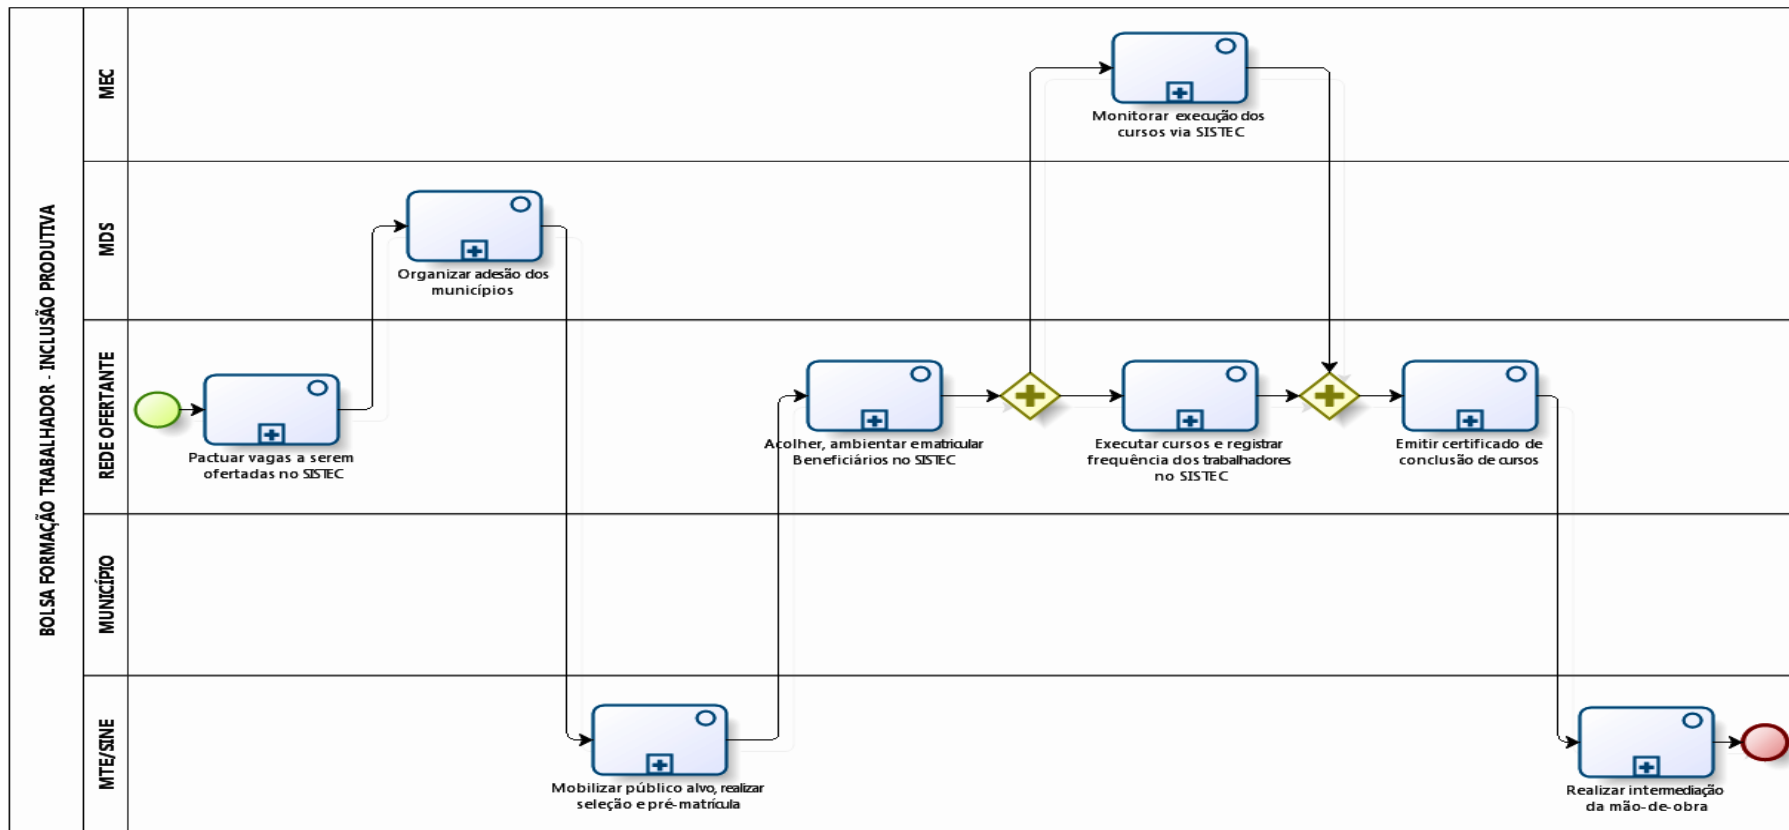 BOLSA FORMAÇÃO TRABALHADOR - INCLUSÃO PRODUTIVA
MEC
Monitorar execução dos
cursos via SISTEC
MDS
Organizar adesão dos
municípios
REDE OFERTANTE
Pactuar vagas a serem
ofertadas no SISTEC
Acolher, ambientar e matricular
Beneficiários no SISTEC
Executar cursos e registrar
frequência dos trabalhadores
no SISTEC
Emitir certificado de
conclusão de cursos
MUNICÍPIO
MTE/SINE
Mobilizar público alvo, realizar
seleção e pré-matrícula
Realizar intermediação
da mão-de-obra